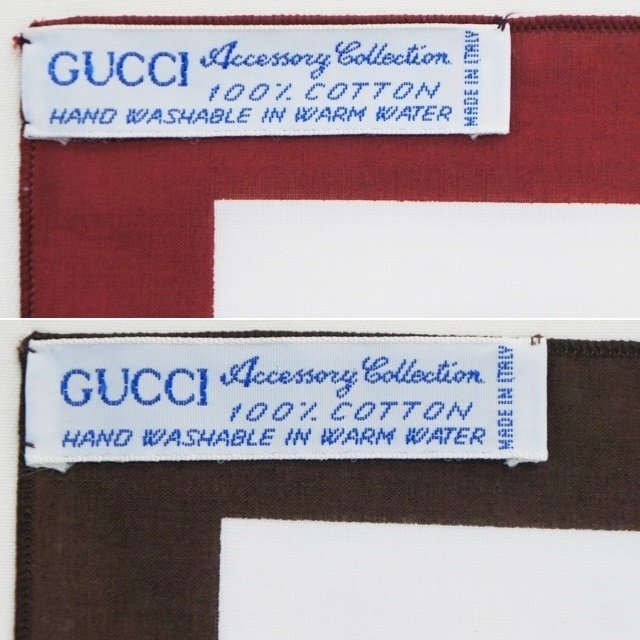 GUCCI Accessory Collection
100% COTTON
HAND WASHABLE IN WARM WATER
MADE IN ITALY
GUCCI Accessory Collection
100% COTTON
HAND WASHABLE IN WARM WATER
MADE IN ITALY